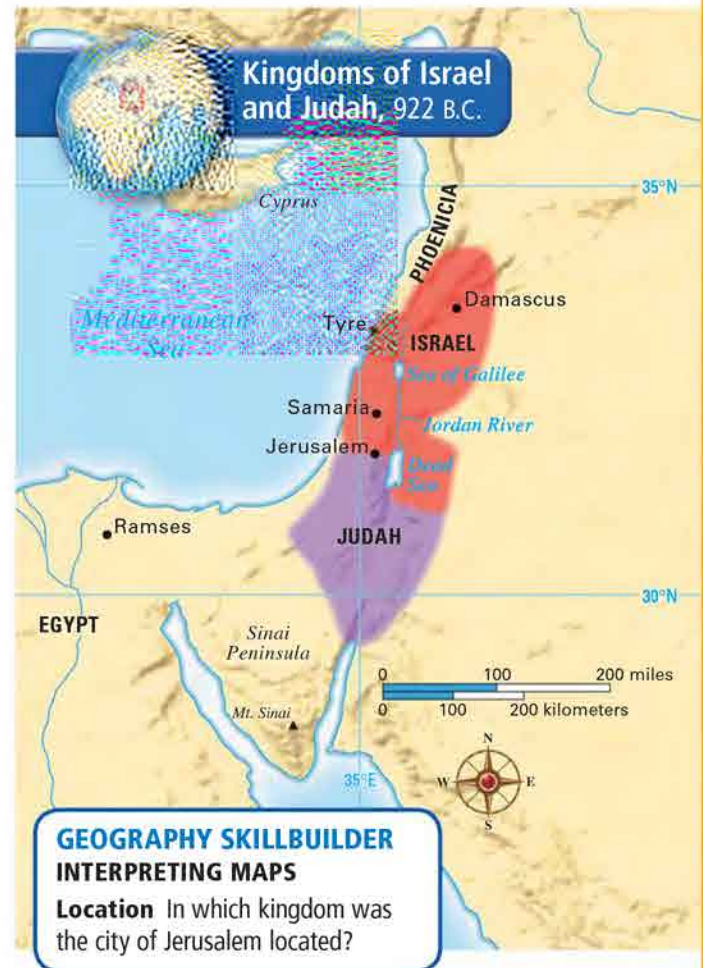 Kingdoms of Israel
and Judah, 922 B.C.
35°N
Cyprus
PHOENICIA
Damascus
Mediterranean
Sea
Tyre
ISRAEL
Sea of Galilee
Samaria
Jordan River
Jerusalem
Dead
Sea
Ramses
JUDAH
30°N
EGYPT
Sinai
Peninsula
Mt. Sinai
0 100 200 miles
0 100 200 kilometers
N
W E
S
35°E
GEOGRAPHY SKILLBUILDER
INTERPRETING MAPS
Location In which kingdom was
the city of Jerusalem located?